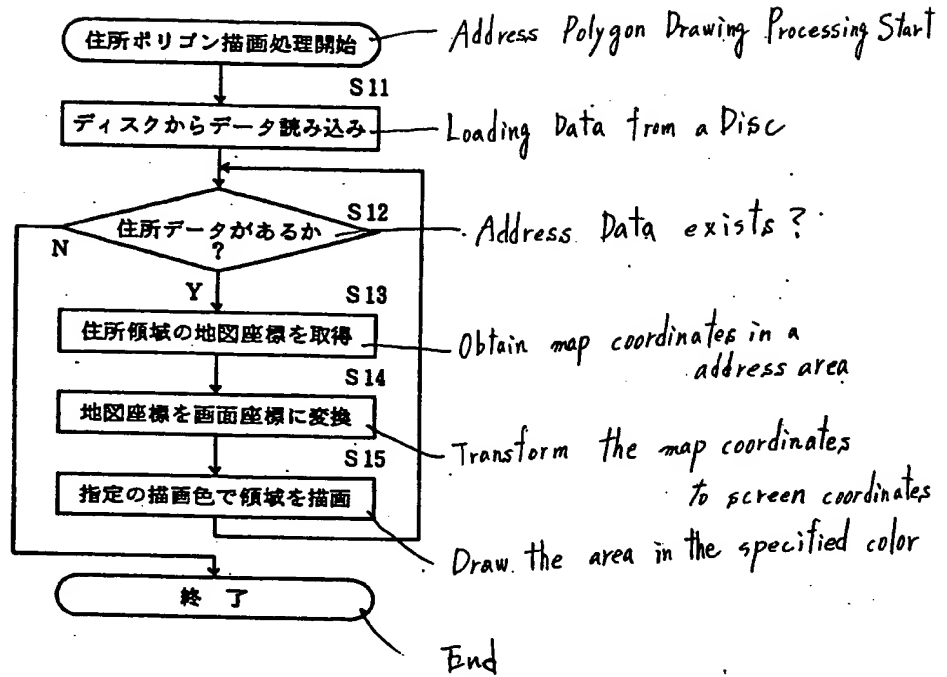 住所ポリゴン描画処理開始
Address Polygon Drawing Processing Start
S11
ディスクからデータ読み込み
Loading Data from a Disc
S12
住所データがあるか
?
Address Data exists?
N
Y
S13
住所領域の地図座標を取得
Obtain map coordinates in a
address area
S14
地図座標を画面座標に変換
Transform the map coordinates
to screen coordinates
S15
指定の描画色で領域を描画
Draw the area in the specified color
終 了
End